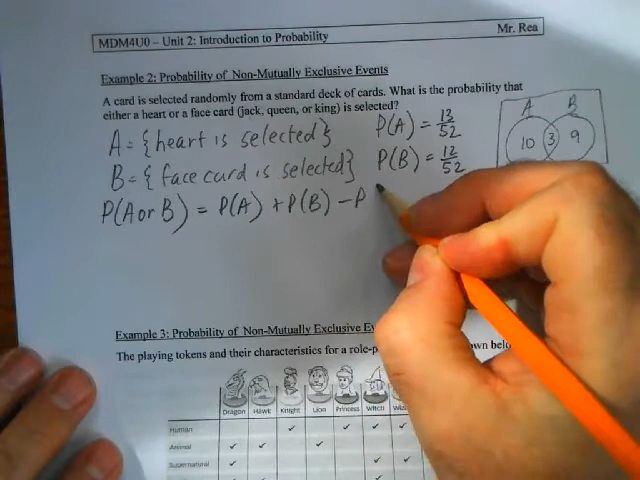 MDM4U0 – Unit 2: Introduction to Probability Mr. Rea
Example 2: Probability of Non-Mutually Exclusive Events
A card is selected randomly from a standard deck of cards. What is the probability that
either a heart or a face card (jack, queen, or king) is selected?
A = {heart is selected}
P(A) = 13/52
A B
10 3 9
B = {face card is selected}
P(B) = 12/52
P(A or B) = P(A) + P(B) - P
Example 3: Probability of Non-Mutually Exclusive
The playing tokens and their characteristics for a role-
Dragon Hawk Knight Lion Princess Witch
Human ✓ ✓ ✓ ✓
Animal ✓ ✓ ✓
Supernatural ✓ ✓ ✓